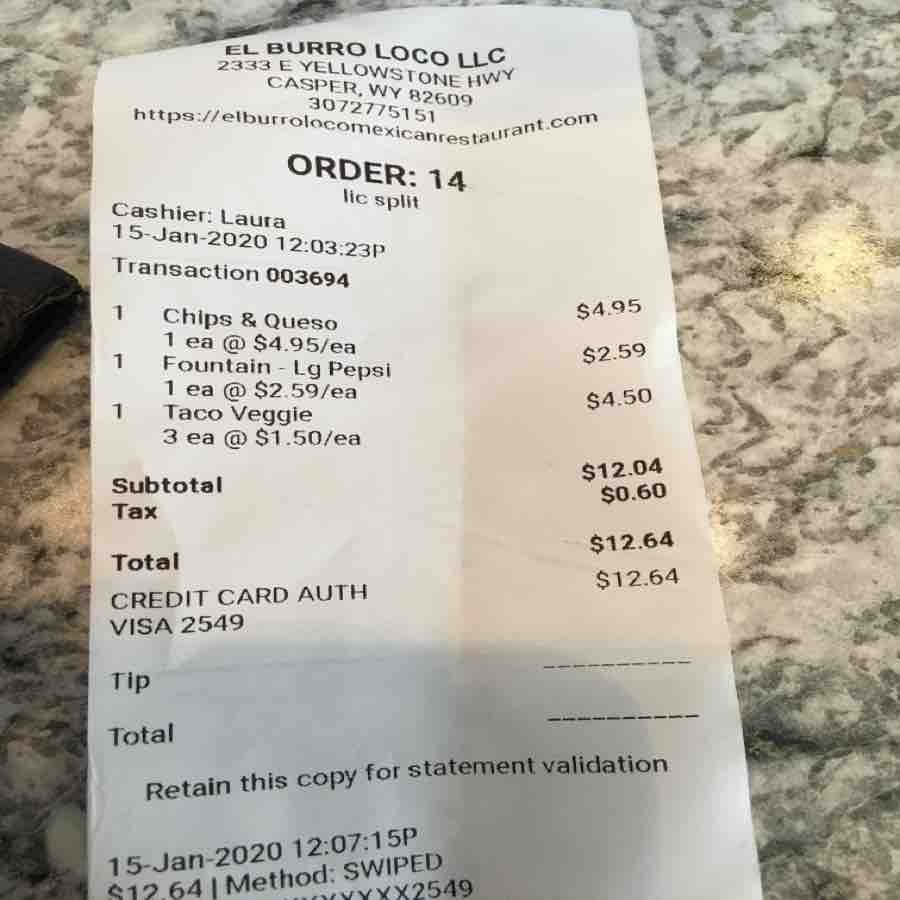 EL BURRO LOCO LLC
2333 E YELLOWSTONE HWY
CASPER, WY 82609
3072775151
https://elburrolocomexicanrestaurant.com
ORDER: 14
lic split
Cashier: Laura
15-Jan-2020 12:03:23P
Transaction 003694
1 Chips & Queso $4.95
1 ea @ $4.95/ea
1 Fountain - Lg Pepsi $2.59
1 ea @ $2.59/ea
1 Taco Veggie $4.50
3 ea @ $1.50/ea
Subtotal $12.04
Tax $0.60
Total $12.64
CREDIT CARD AUTH $12.64
VISA 2549
Tip
Total
Retain this copy for statement validation
15-Jan-2020 12:07:15P
$12.64 | Method: SWIPED
2549